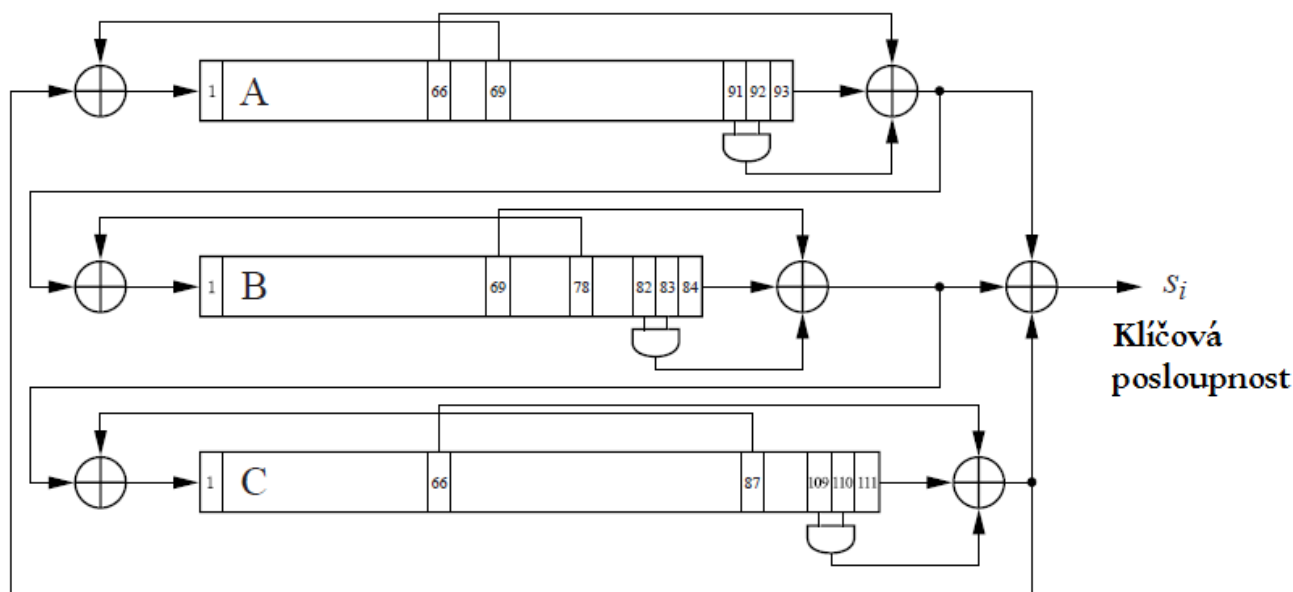 1 A 66 69 91 92 93
1 B 69 78 82 83 84
s_i
Klíčová
posloupnost
1 C 66 87 109 110 111